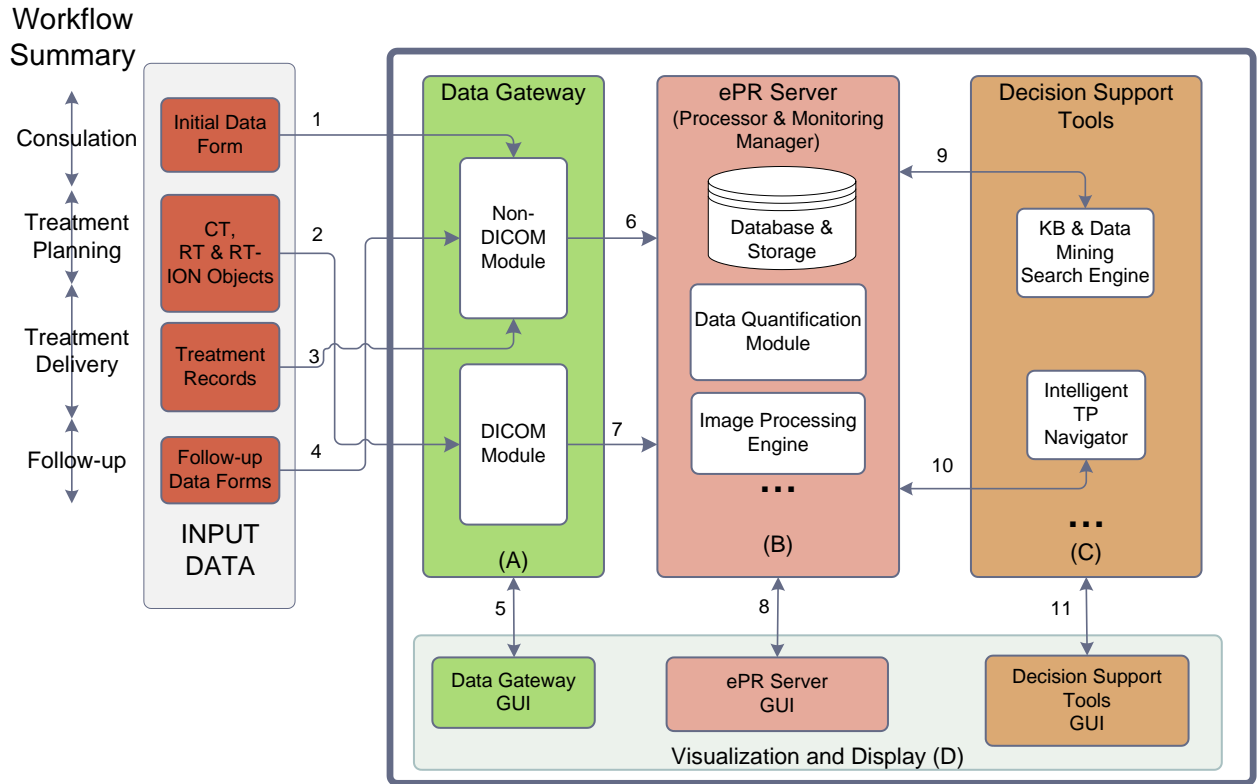 Workflow
Summary
Consulation
Treatment
Planning
Treatment
Delivery
Follow-up
Initial Data
Form
CT,
RT & RT-
ION Objects
Treatment
Records
Follow-up
Data Forms
INPUT
DATA
1
2
3
4
Data Gateway
Non-
DICOM
Module
DICOM
Module
(A)
6
7
ePR Server
(Processor & Monitoring
Manager)
Database &
Storage
Data Quantification
Module
Image Processing
Engine
...
(B)
9
10
Decision Support
Tools
KB & Data
Mining
Search Engine
Intelligent
TP
Navigator
...
(C)
5
8
11
Data Gateway
GUI
ePR Server
GUI
Decision Support
Tools
GUI
Visualization and Display (D)